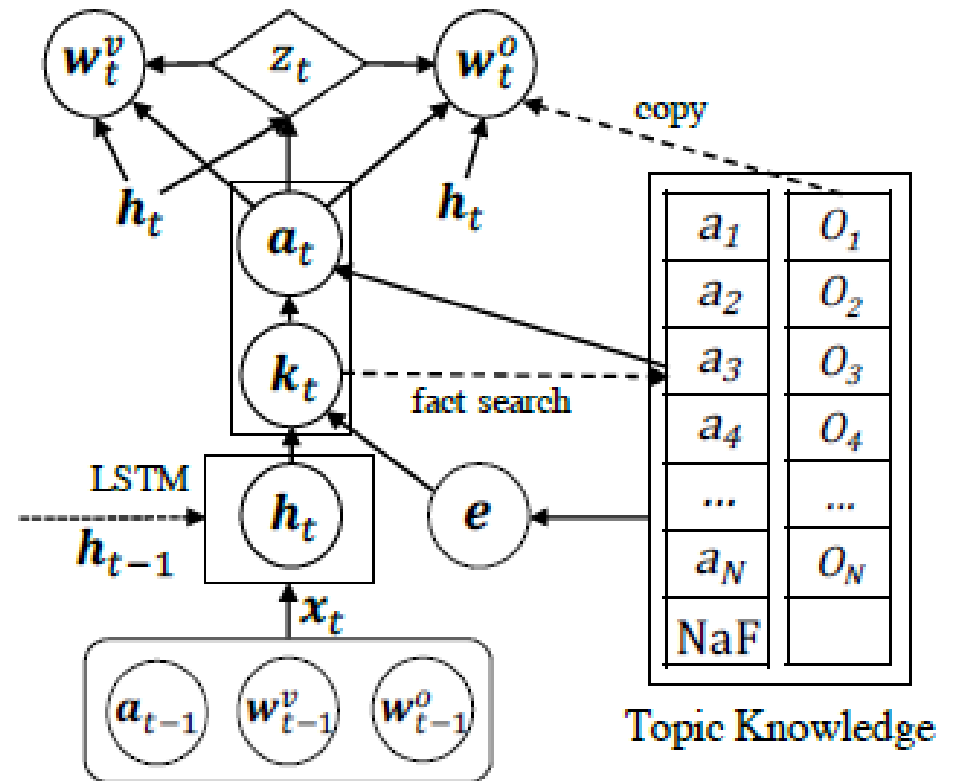 w_t^v z_t w_t^o
copy
h_t h_t
a_t
a_1 O_1
a_2 O_2
k_t a_3 O_3
fact search
a_4 O_4
LSTM
h_t e ... ...
h_{t-1}
a_N O_N
x_t
NaF
a_{t-1} w_{t-1}^v w_{t-1}^o
Topic Knowledge